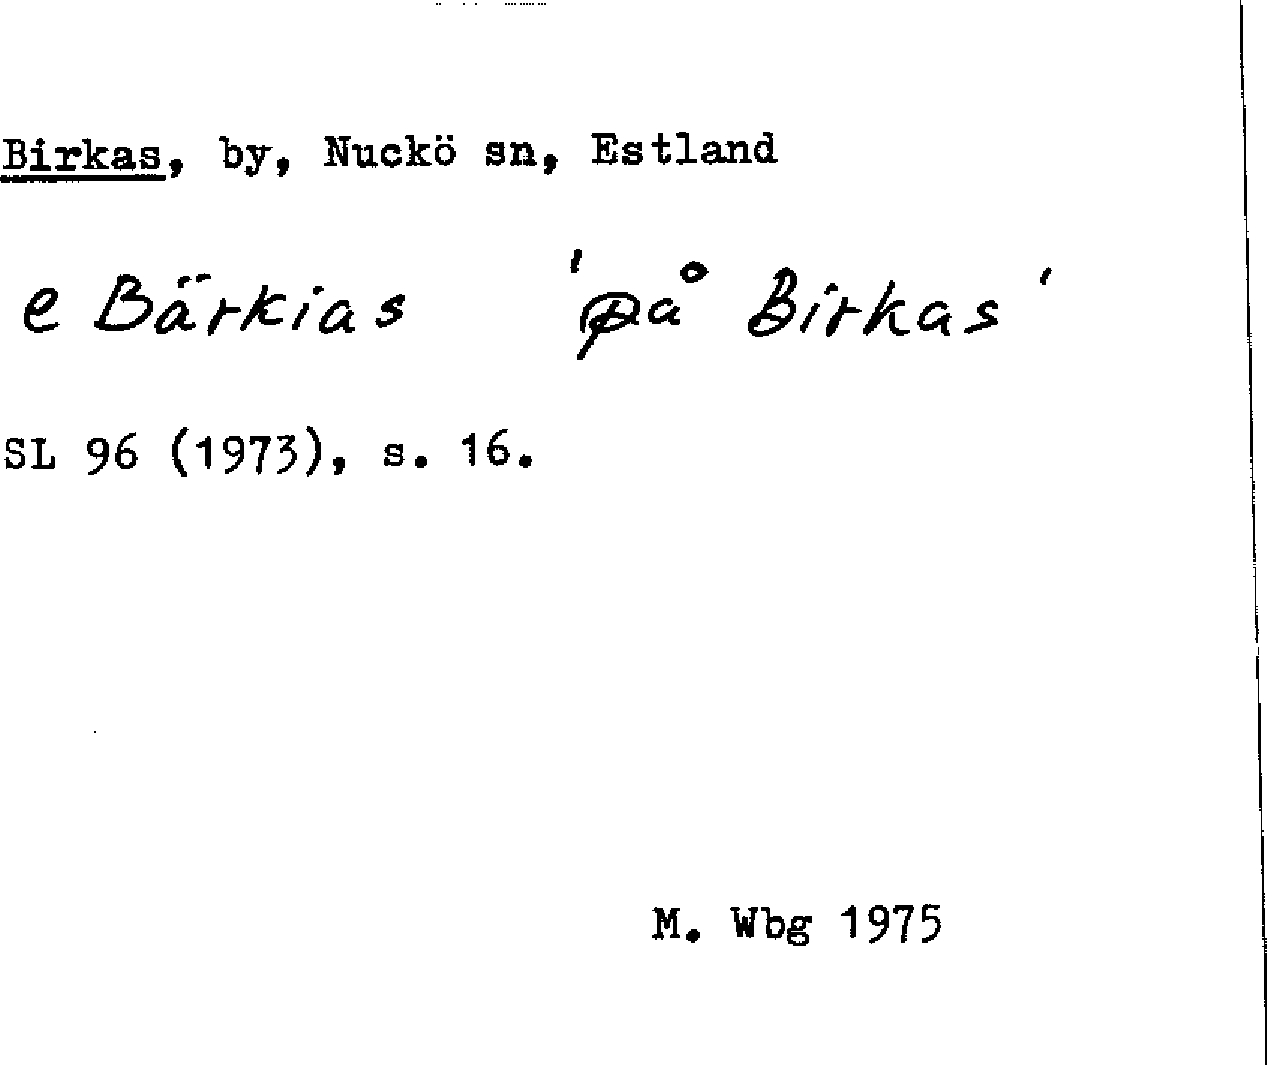 Birkas, by, Nuckö sn, Estland
e Bärkias 'på Birkas'
SL 96 (1973), s. 16.
M. Wbg 1975